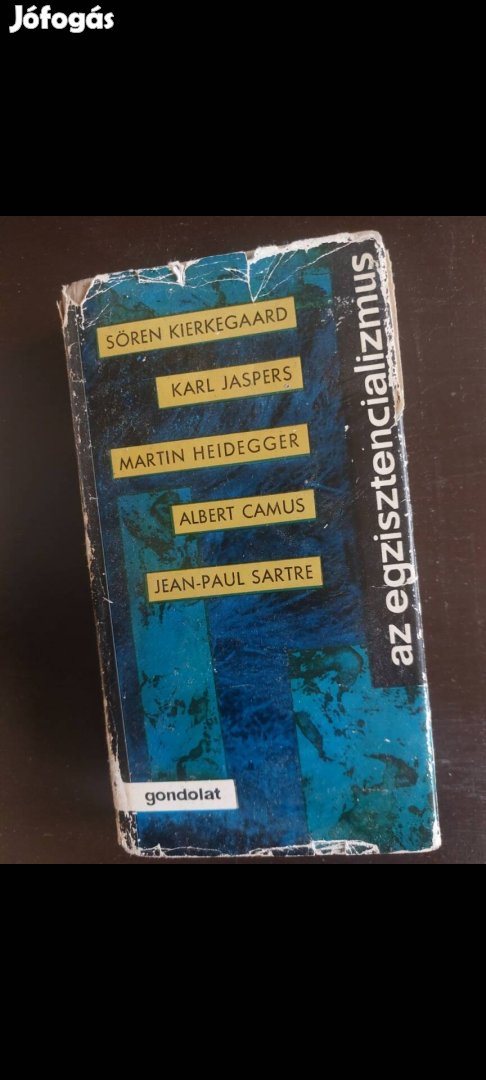 Jófogás
SÖREN KIERKEGAARD
KARL JASPERS
MARTIN HEIDEGGER
ALBERT CAMUS
JEAN-PAUL SARTRE
az egzisztencializmus
gondolat